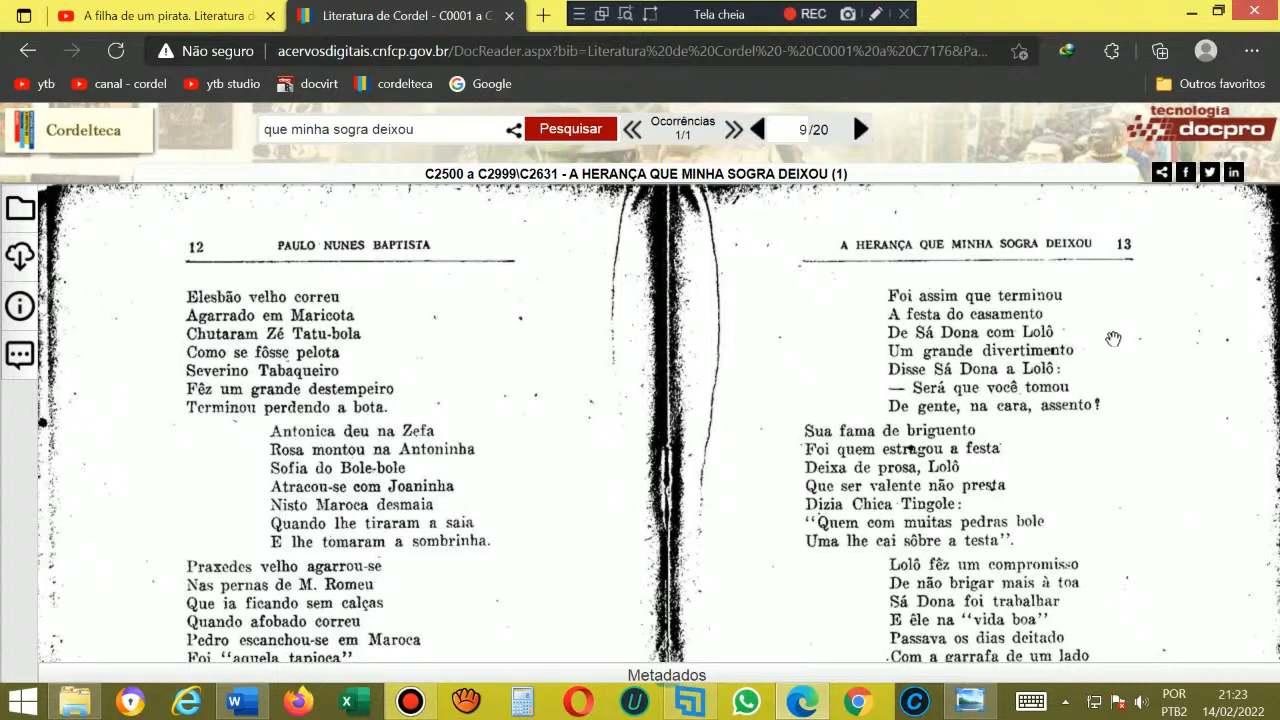 A filha de um pirata. Literatura d
Literatura de Cordel - C0001 a C
Tela cheia
REC
Não seguro
acervosdigitais.cnfcp.gov.br/DocReader.aspx?bib=Literatura%20de%20Cordel%20-%20C0001%20a%20C7176&Pa...
ytb
canal - cordel
ytb studio
docvirt
cordelteca
Google
Outros favoritos
Cordelteca
que minha sogra deixou
Pesquisar
Ocorrências
1/1
9/20
tecnologia
docpro
C2500 a C2999\C2631 - A HERANÇA QUE MINHA SOGRA DEIXOU (1)
12 PAULO NUNES BAPTISTA
Elesbão velho correu
Agarrado em Maricota
Chutaram Zé Tatu-bola
Como se fôsse pelota
Severino Tabaqueiro
Fêz um grande destempeiro
Terminou perdendo a bota.
Antonica deu na Zefa
Rosa montou na Antoninha
Sofia do Bole-bole
Atracou-se com Joaninha
Nisto Maroca desmaia
Quando lhe tiraram a saia
E lhe tomaram a sombrinha.
Praxedes velho agarrou-se
Nas pernas de M. Romeu
Que ia ficando sem calças
Quando afobado correu
Pedro escanchou-se em Maroca
Foi "aquela tapioca"
A HERANÇA QUE MINHA SOGRA DEIXOU 13
Foi assim que terminou
A festa do casamento
De Sá Dona com Lolô
Um grande divertimento
Disse Sá Dona a Lolô:
— Será que você tomou
De gente, na cara, assento?
Sua fama de briguento
Foi quem estragou a festa
Deixa de prosa, Lolô
Que ser valente não presta
Dizia Chica Tingole:
"Quem com muitas pedras bole
Uma lhe cai sôbre a testa".
Lolô fêz um compromisso
De não brigar mais à toa
Sá Dona foi trabalhar
E êle na "vida boa"
Passava os dias deitado
Com a garrafa de um lado
Metadados
POR
PTB2
21:23
14/02/2022